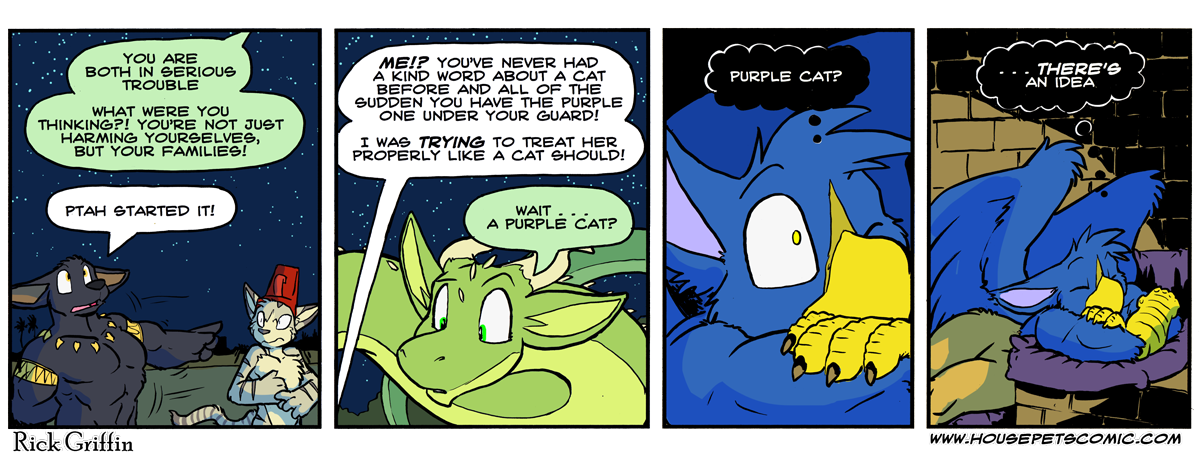 YOU ARE
BOTH IN SERIOUS
TROUBLE
WHAT WERE YOU
THINKING?! YOU'RE NOT JUST
HARMING YOURSELVES,
BUT YOUR FAMILIES!
PTAH STARTED IT!
ME!? YOU'VE NEVER HAD
A KIND WORD ABOUT A CAT
BEFORE AND ALL OF THE
SUDDEN YOU HAVE THE PURPLE
ONE UNDER YOUR GUARD!
I WAS TRYING TO TREAT HER
PROPERLY LIKE A CAT SHOULD!
WAIT . . .
A PURPLE CAT?
PURPLE CAT?
. . . THERE'S
AN IDEA
Rick Griffin
WWW.HOUSEPETSCOMIC.COM